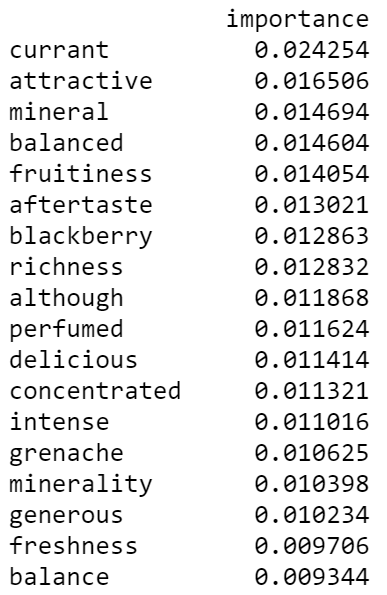 importance
currant 0.024254
attractive 0.016506
mineral 0.014694
balanced 0.014604
fruitiness 0.014054
aftertaste 0.013021
blackberry 0.012863
richness 0.012832
although 0.011868
perfumed 0.011624
delicious 0.011414
concentrated 0.011321
intense 0.011016
grenache 0.010625
minerality 0.010398
generous 0.010234
freshness 0.009706
balance 0.009344